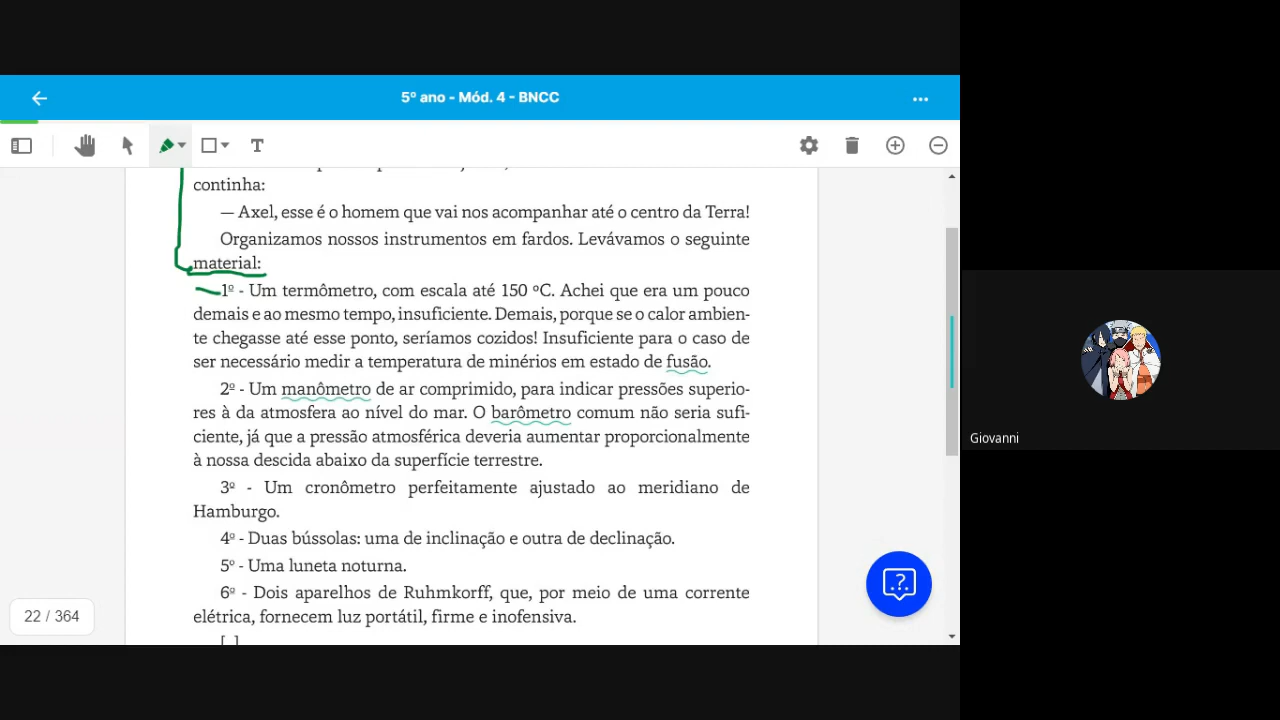 5º ano - Mód. 4 - BNCC
T
continha:
— Axel, esse é o homem que vai nos acompanhar até o centro da Terra!
Organizamos nossos instrumentos em fardos. Levávamos o seguinte
material:
1º - Um termômetro, com escala até 150 ºC. Achei que era um pouco
demais e ao mesmo tempo, insuficiente. Demais, porque se o calor ambien-
te chegasse até esse ponto, seríamos cozidos! Insuficiente para o caso de
ser necessário medir a temperatura de minérios em estado de fusão.
2º - Um manômetro de ar comprimido, para indicar pressões superio-
res à da atmosfera ao nível do mar. O barômetro comum não seria sufi-
ciente, já que a pressão atmosférica deveria aumentar proporcionalmente
à nossa descida abaixo da superfície terrestre.
3º - Um cronômetro perfeitamente ajustado ao meridiano de
Hamburgo.
4º - Duas bússolas: uma de inclinação e outra de declinação.
5º - Uma luneta noturna.
6º - Dois aparelhos de Ruhmkorff, que, por meio de uma corrente
elétrica, fornecem luz portátil, firme e inofensiva.
22 / 364
Giovanni